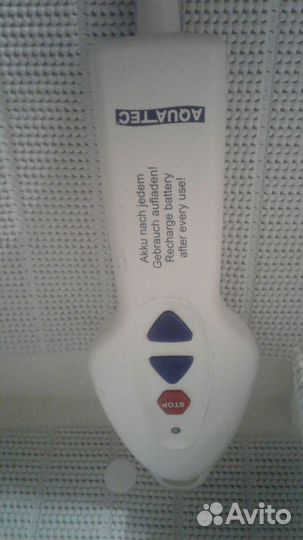 AQUATEC
Akku nach jedem
Gebrauch aufladen!
Recharge battery
after every use!
STOP
Avito